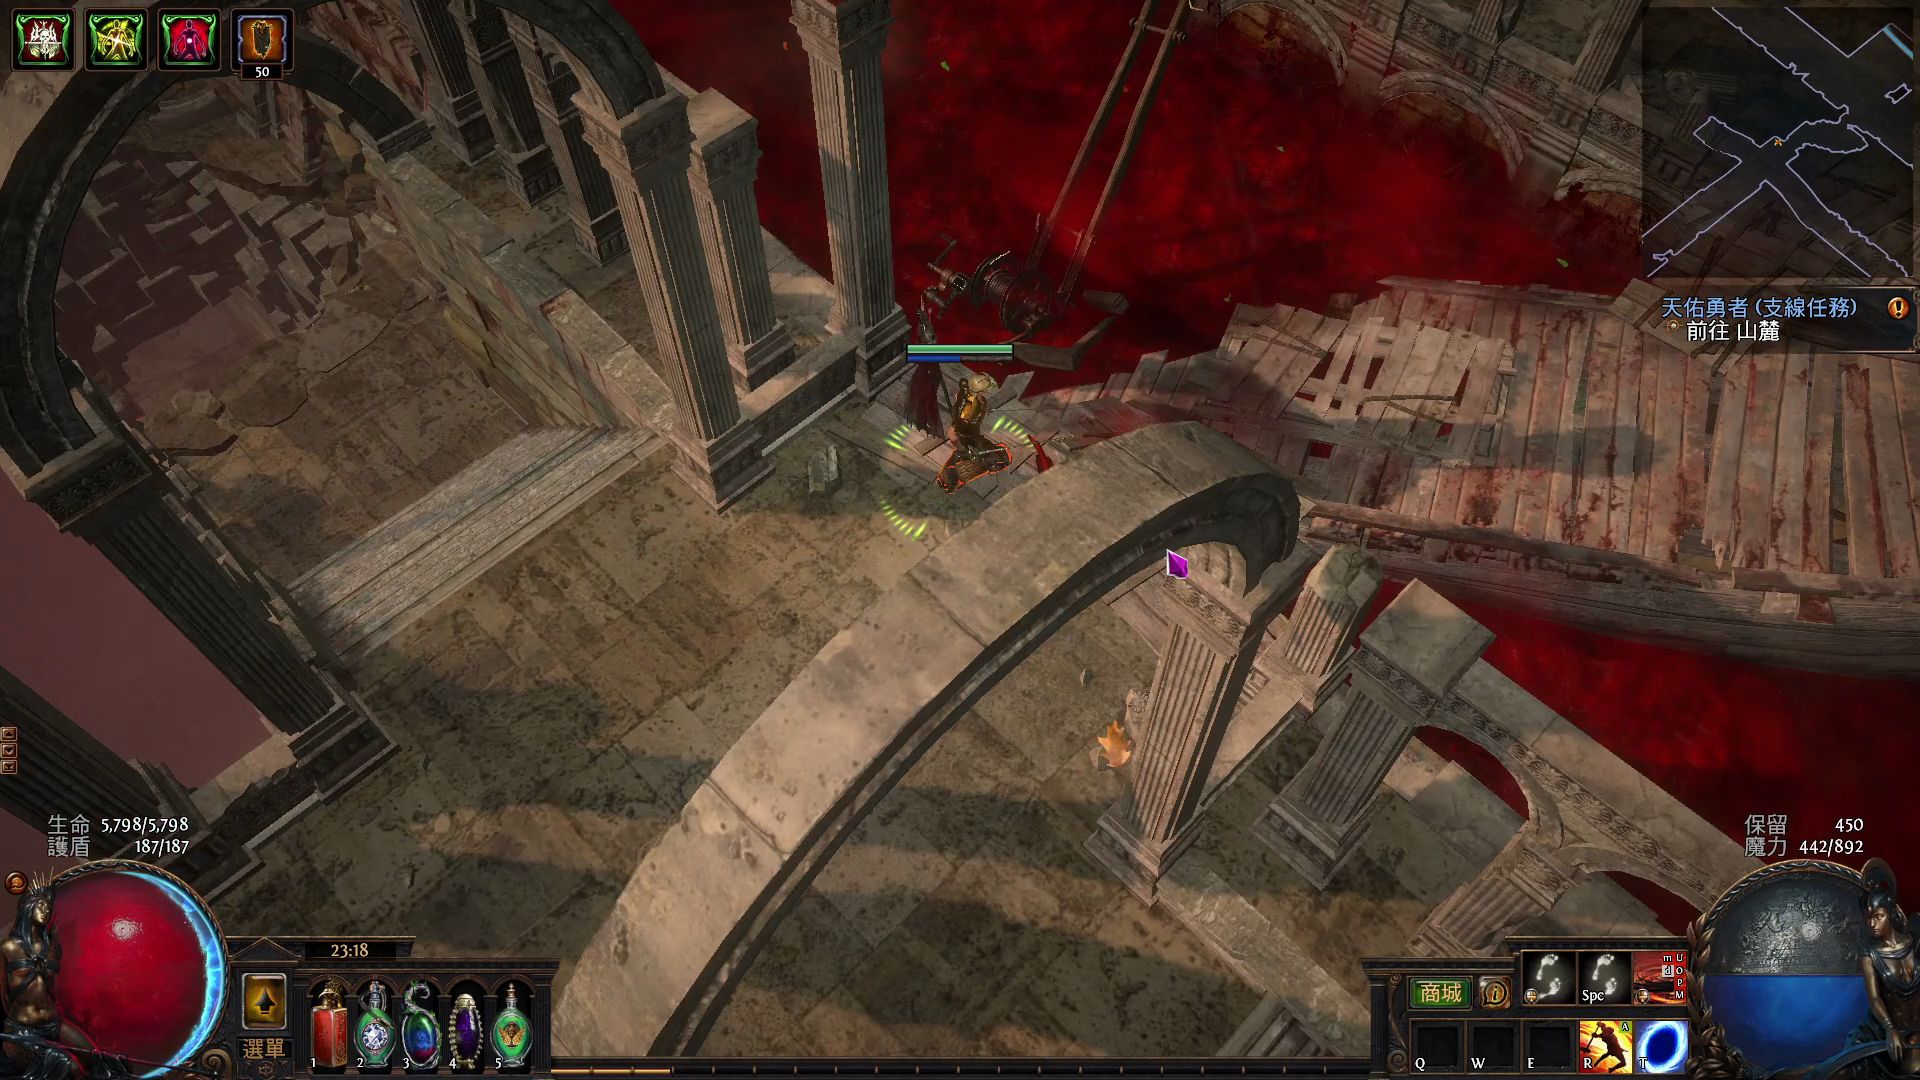 50
天佑勇者 (支線任務)
前往 山麓
生命 5,798/5,798
護盾 187/187
保留 450
魔力 442/892
23:18
選單
1
2
3
4
5
商城
Spc
m U
d O
P
M
Q
W
E
R
A
T